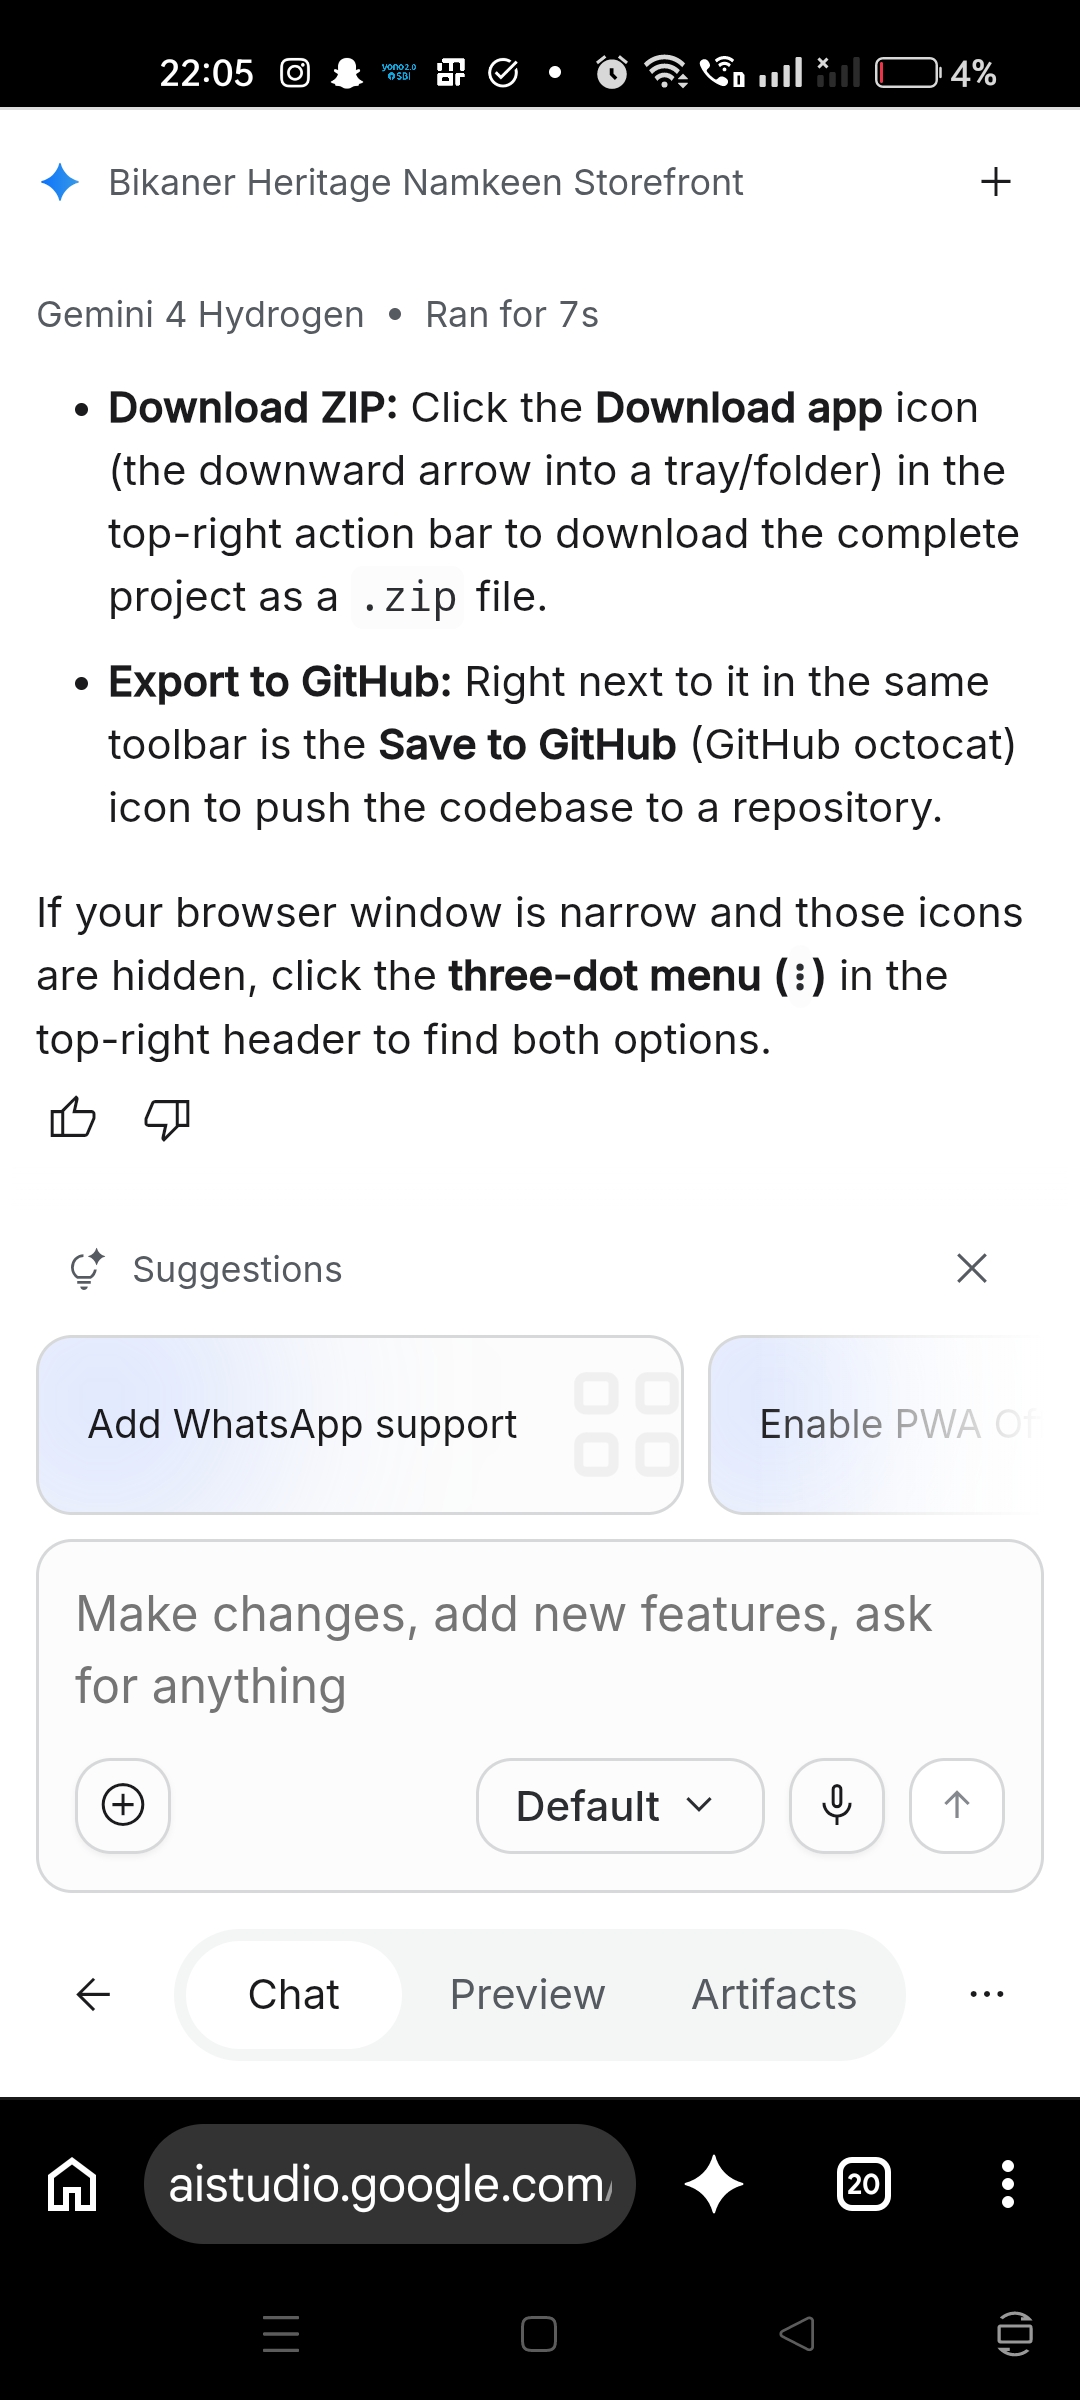 22:05
yono2.0
SBI
4%
Bikaner Heritage Namkeen Storefront
Gemini 4 Hydrogen • Ran for 7s
• Download ZIP: Click the Download app icon
(the downward arrow into a tray/folder) in the
top-right action bar to download the complete
project as a .zip file.
• Export to GitHub: Right next to it in the same
toolbar is the Save to GitHub (GitHub octocat)
icon to push the codebase to a repository.
If your browser window is narrow and those icons
are hidden, click the three-dot menu (⋮) in the
top-right header to find both options.
Suggestions
Add WhatsApp support
Enable PWA Of
Make changes, add new features, ask
for anything
Default
Chat
Preview
Artifacts
aistudio.google.com/
20